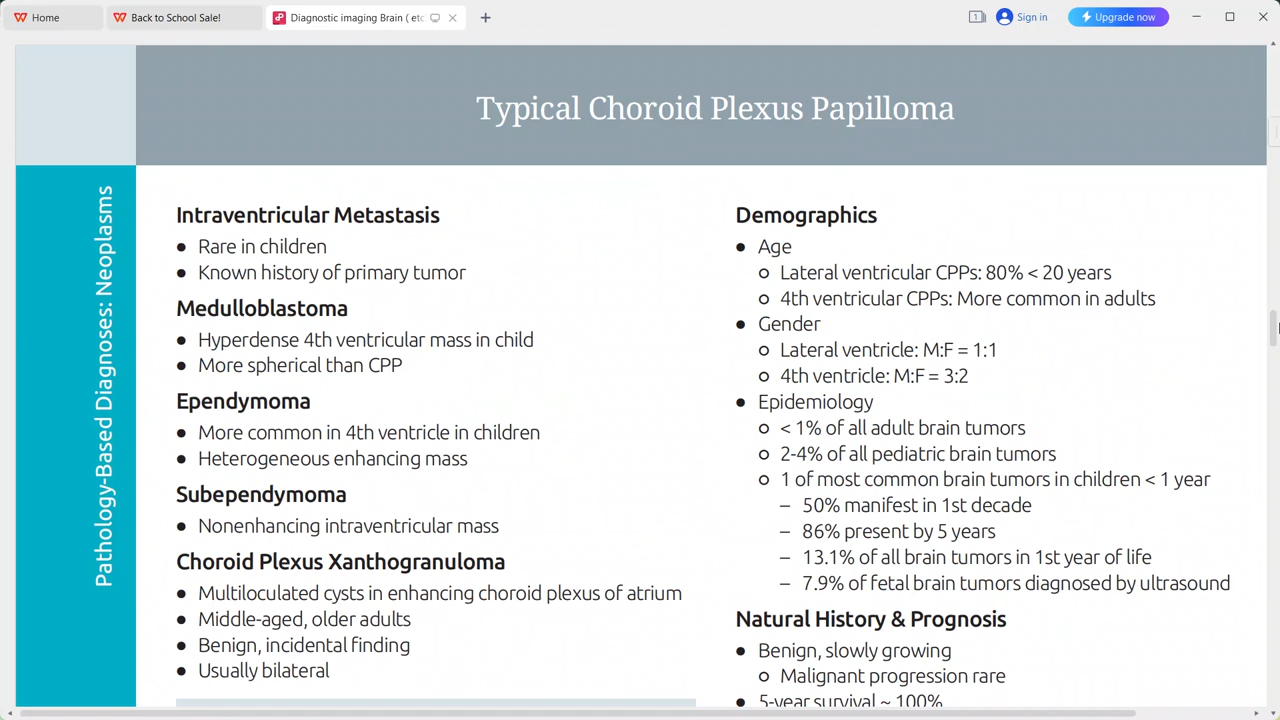 Home
Back to School Sale!
Diagnostic imaging Brain ( etc
1
Sign in
Upgrade now
Typical Choroid Plexus Papilloma
Pathology-Based Diagnoses: Neoplasms
Intraventricular Metastasis
● Rare in children
● Known history of primary tumor
Medulloblastoma
● Hyperdense 4th ventricular mass in child
● More spherical than CPP
Ependymoma
● More common in 4th ventricle in children
● Heterogeneous enhancing mass
Subependymoma
● Nonenhancing intraventricular mass
Choroid Plexus Xanthogranuloma
● Multiloculated cysts in enhancing choroid plexus of atrium
● Middle-aged, older adults
● Benign, incidental finding
● Usually bilateral
Demographics
● Age
○ Lateral ventricular CPPs: 80% < 20 years
○ 4th ventricular CPPs: More common in adults
● Gender
○ Lateral ventricle: M:F = 1:1
○ 4th ventricle: M:F = 3:2
● Epidemiology
○ < 1% of all adult brain tumors
○ 2-4% of all pediatric brain tumors
○ 1 of most common brain tumors in children < 1 year
– 50% manifest in 1st decade
– 86% present by 5 years
– 13.1% of all brain tumors in 1st year of life
– 7.9% of fetal brain tumors diagnosed by ultrasound
Natural History & Prognosis
● Benign, slowly growing
○ Malignant progression rare
● 5-year survival ~ 100%